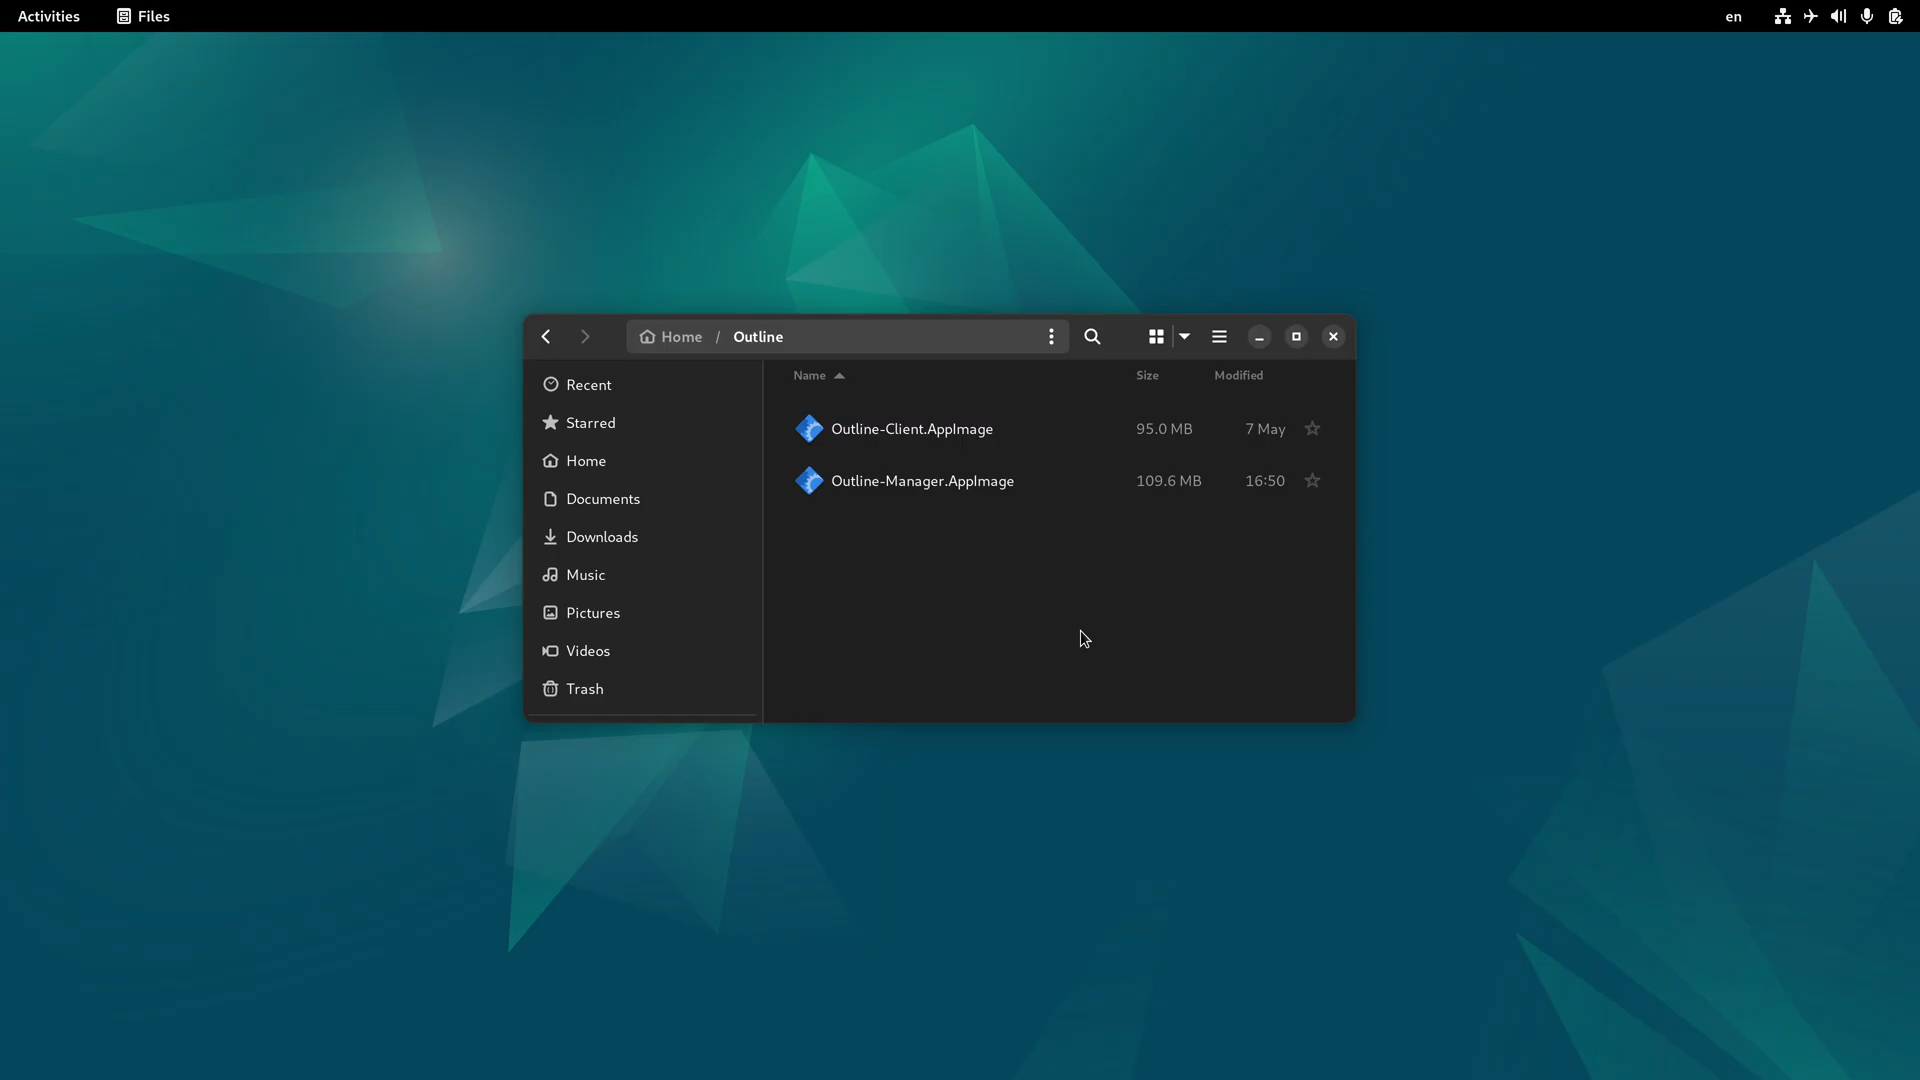 Activities Files en
Home / Outline
Recent
Starred
Home
Documents
Downloads
Music
Pictures
Videos
Trash
Name Size Modified
Outline-Client.AppImage 95.0 MB 7 May
Outline-Manager.AppImage 109.6 MB 16:50